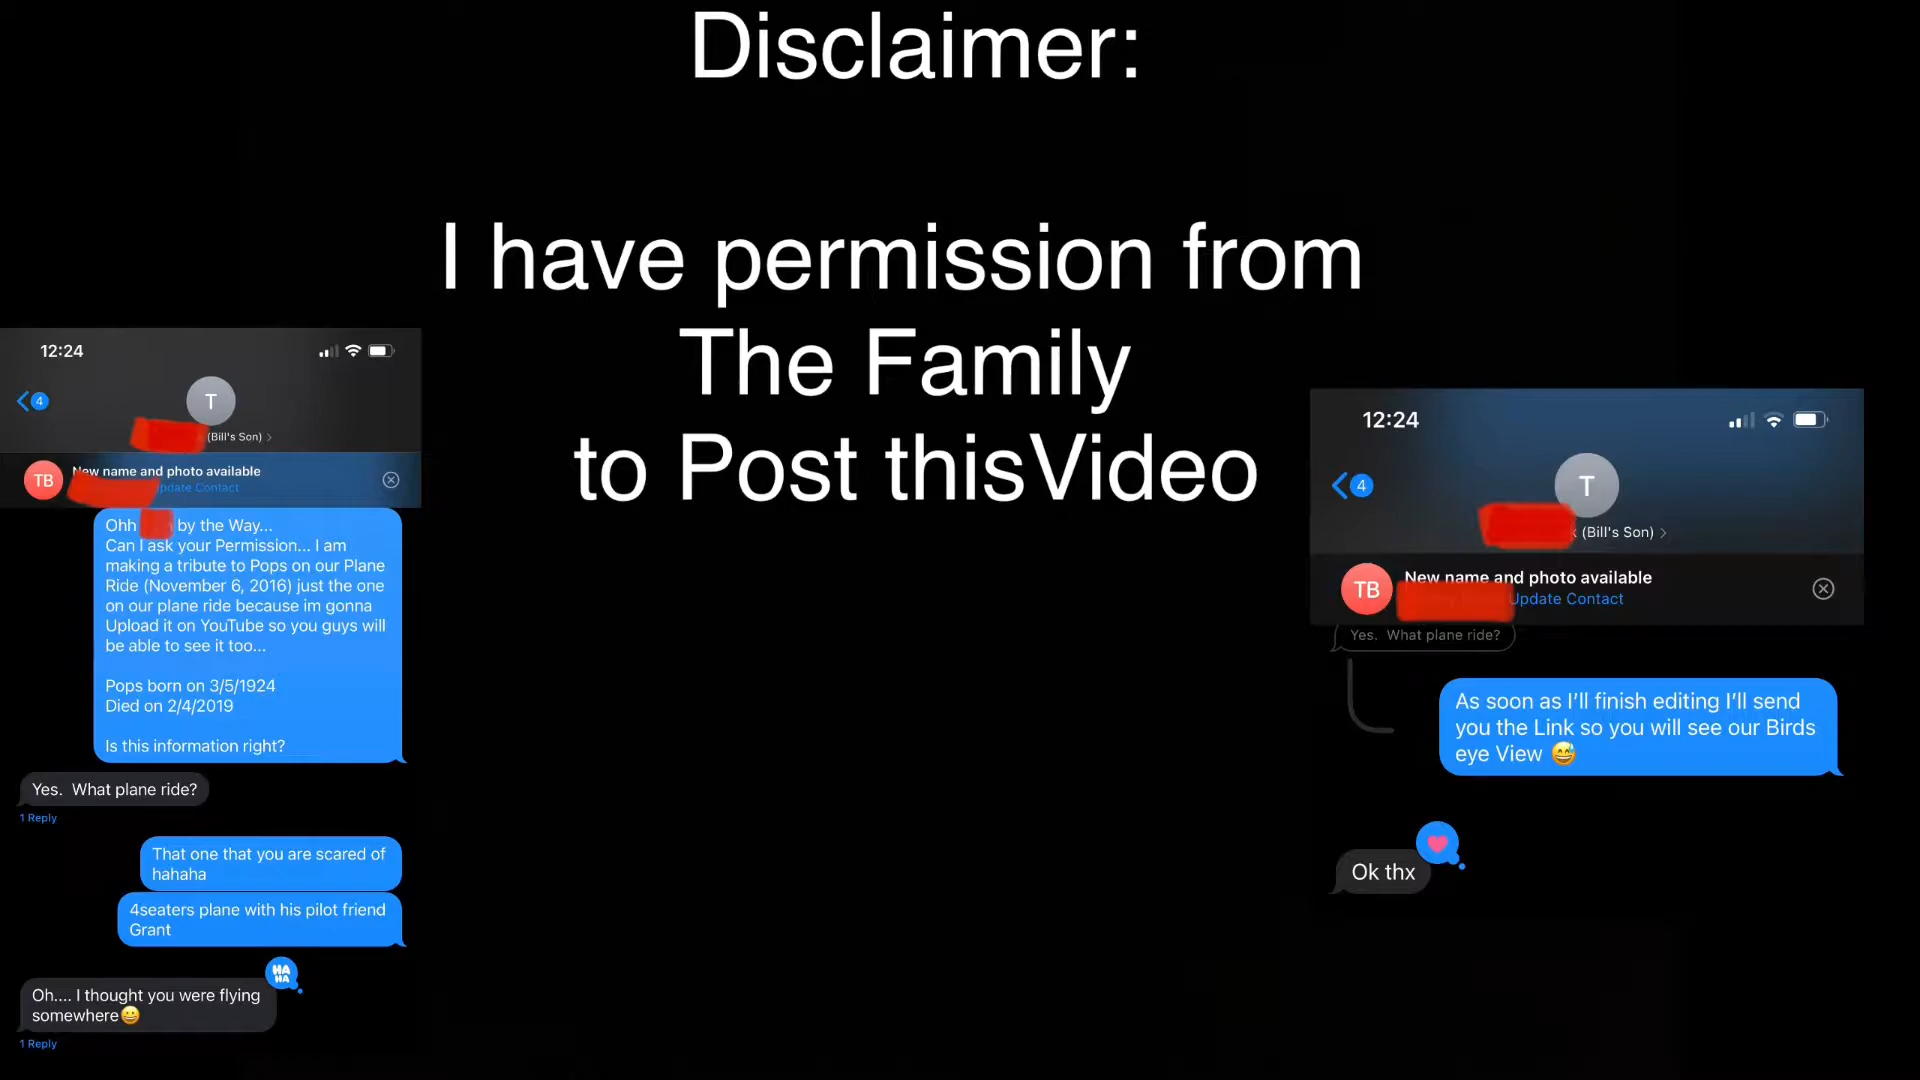 Disclaimer:
I have permission from
The Family
to Post thisVideo
12:24
4
T
(Bill's Son) >
TB
New name and photo available
Update Contact
Ohh by the Way...
Can I ask your Permission... I am
making a tribute to Pops on our Plane
Ride (November 6, 2016) just the one
on our plane ride because im gonna
Upload it on YouTube so you guys will
be able to see it too...
Pops born on 3/5/1924
Died on 2/4/2019
Is this information right?
Yes. What plane ride?
1 Reply
That one that you are scared of
hahaha
4seaters plane with his pilot friend
Grant
HA
HA
Oh.... I thought you were flying
somewhere😀
1 Reply
12:24
4
T
(Bill's Son) >
TB
New name and photo available
Update Contact
Yes. What plane ride?
As soon as I'll finish editing I'll send
you the Link so you will see our Birds
eye View 😅
Ok thx